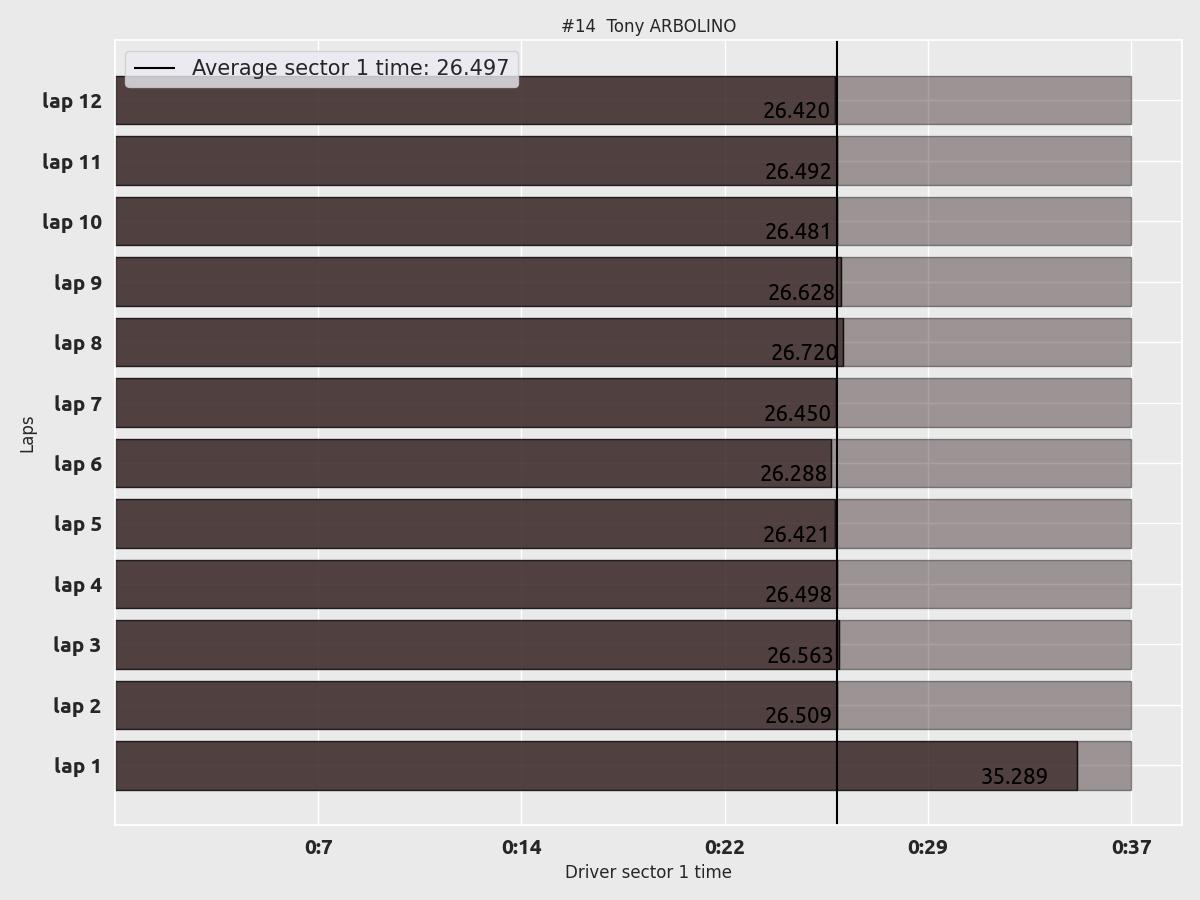 #14  Tony ARBOLINO
Average sector 1 time: 26.497
lap 12
26.420
lap 11
26.492
lap 10
26.481
lap 9
26.628
lap 8
26.720
lap 7
26.450
lap 6
26.288
lap 5
26.421
lap 4
26.498
lap 3
26.563
lap 2
26.509
lap 1
35.289
Laps
0:7 0:14 0:22 0:29 0:37
Driver sector 1 time